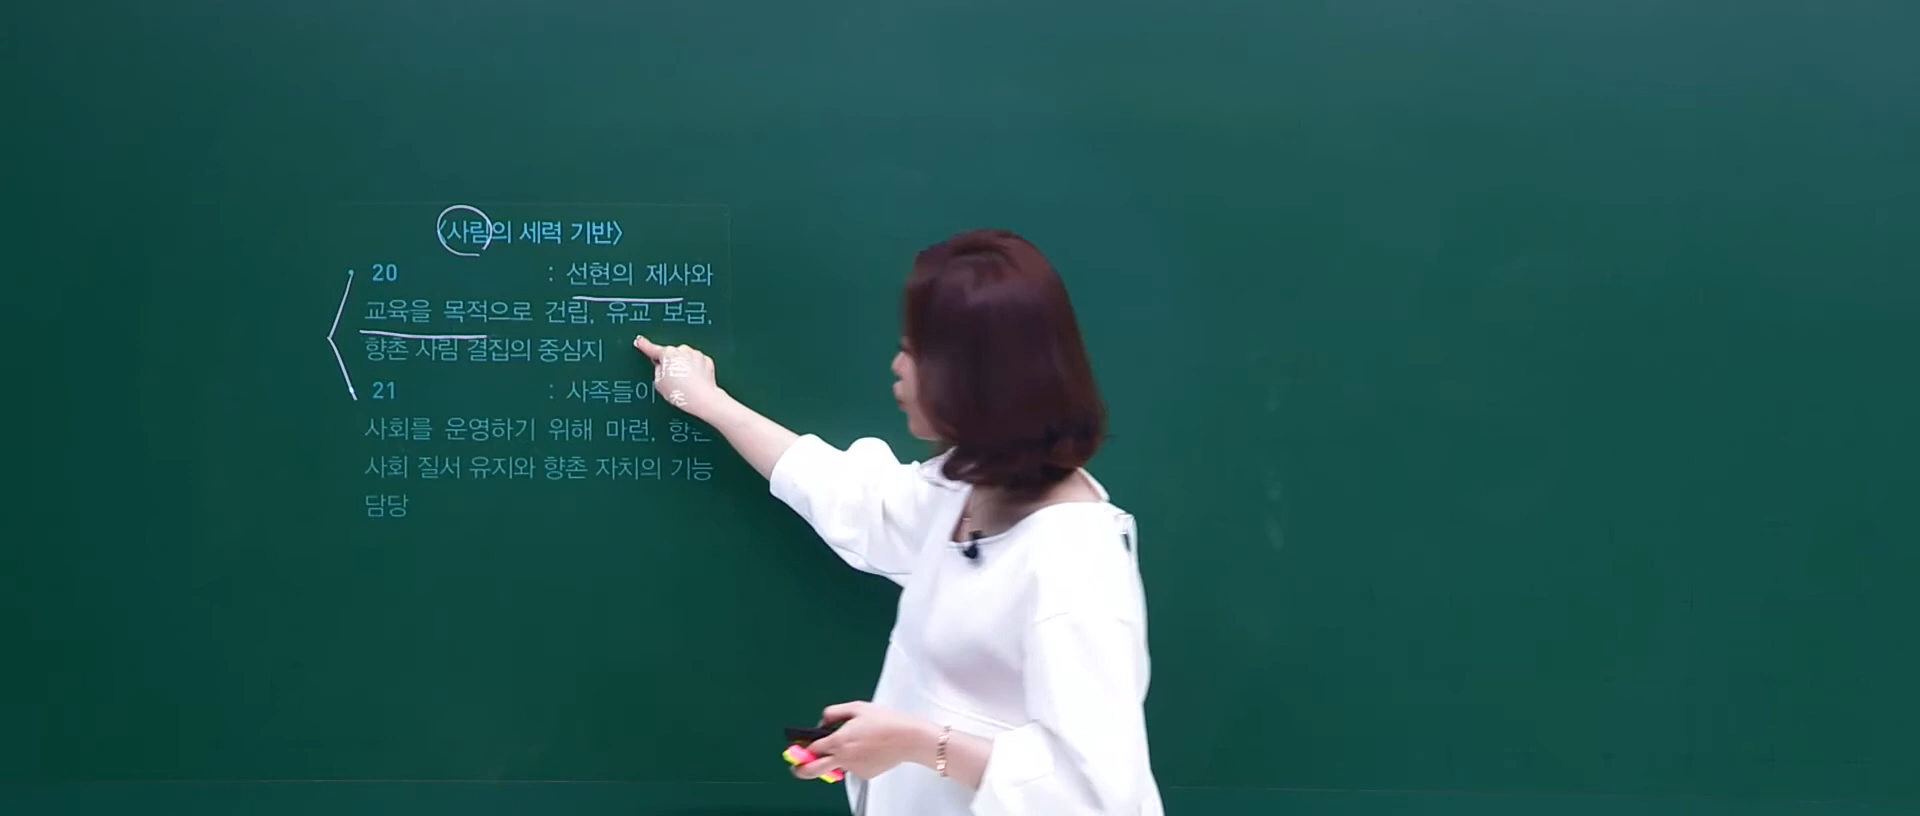 〈사림의 세력 기반〉
20 : 선현의 제사와
교육을 목적으로 건립, 유교 보급,
향촌 사림 결집의 중심지
21 : 사족들이
사회를 운영하기 위해 마련, 향촌
사회 질서 유지와 향촌 자치의 기능
담당